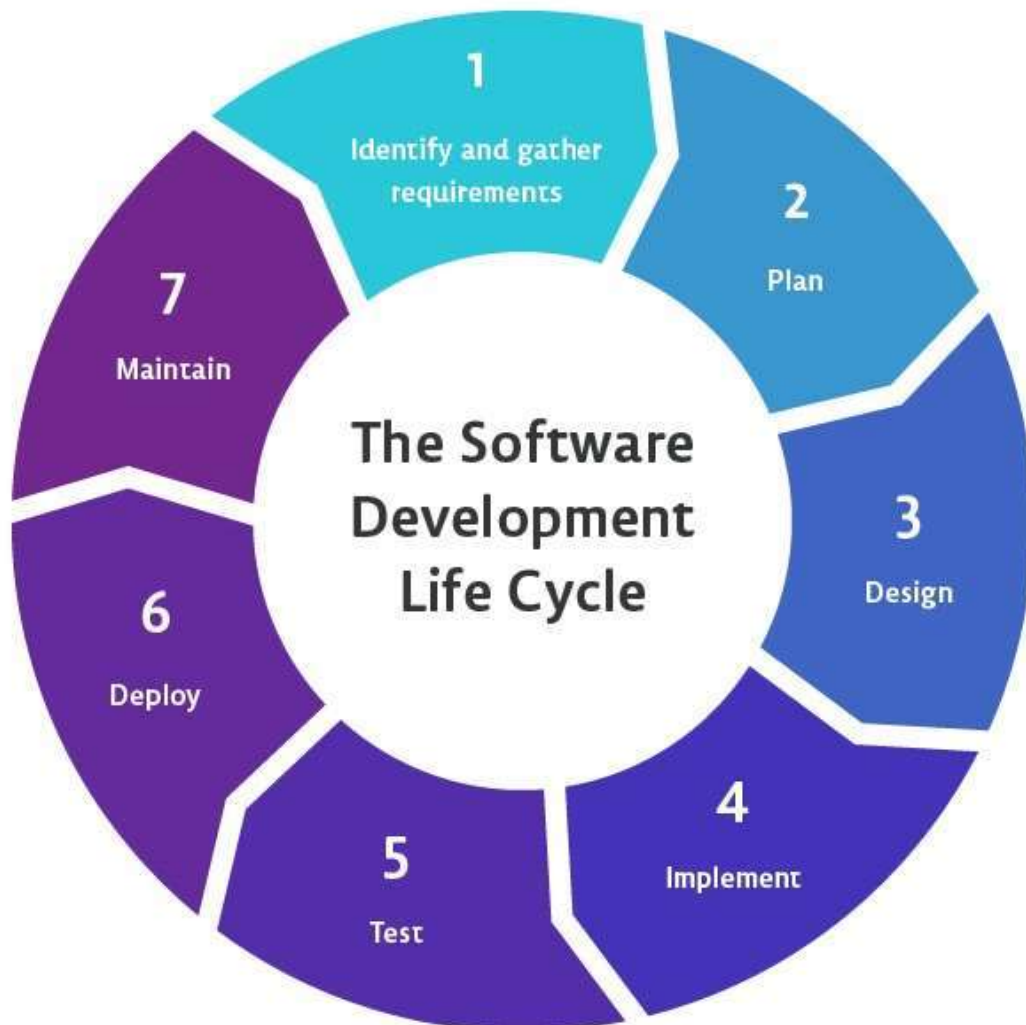 1
Identify and gather
requirements
2
Plan
3
Design
4
Implement
5
Test
6
Deploy
7
Maintain
The Software
Development
Life Cycle